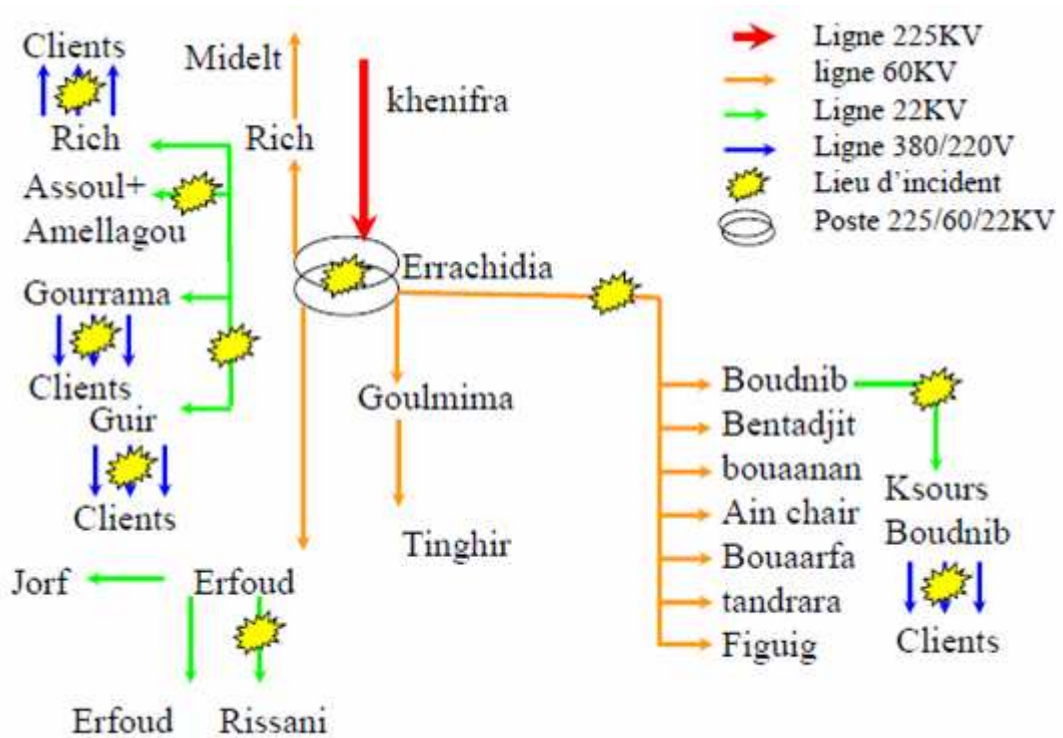 Clients
Midelt
khenifra
Rich
Rich
Assoul+
Amellagou
Errachidia
Gourrama
Clients
Guir
Goulmima
Clients
Tinghir
Jorf
Erfoud
Erfoud
Rissani
Ligne 225KV
ligne 60KV
Ligne 22KV
Ligne 380/220V
Lieu d'incident
Poste 225/60/22KV
Boudnib
Bentadjit
bouaanan
Ain chair
Bouaarfa
tandrara
Figuig
Ksours
Boudnib
Clients